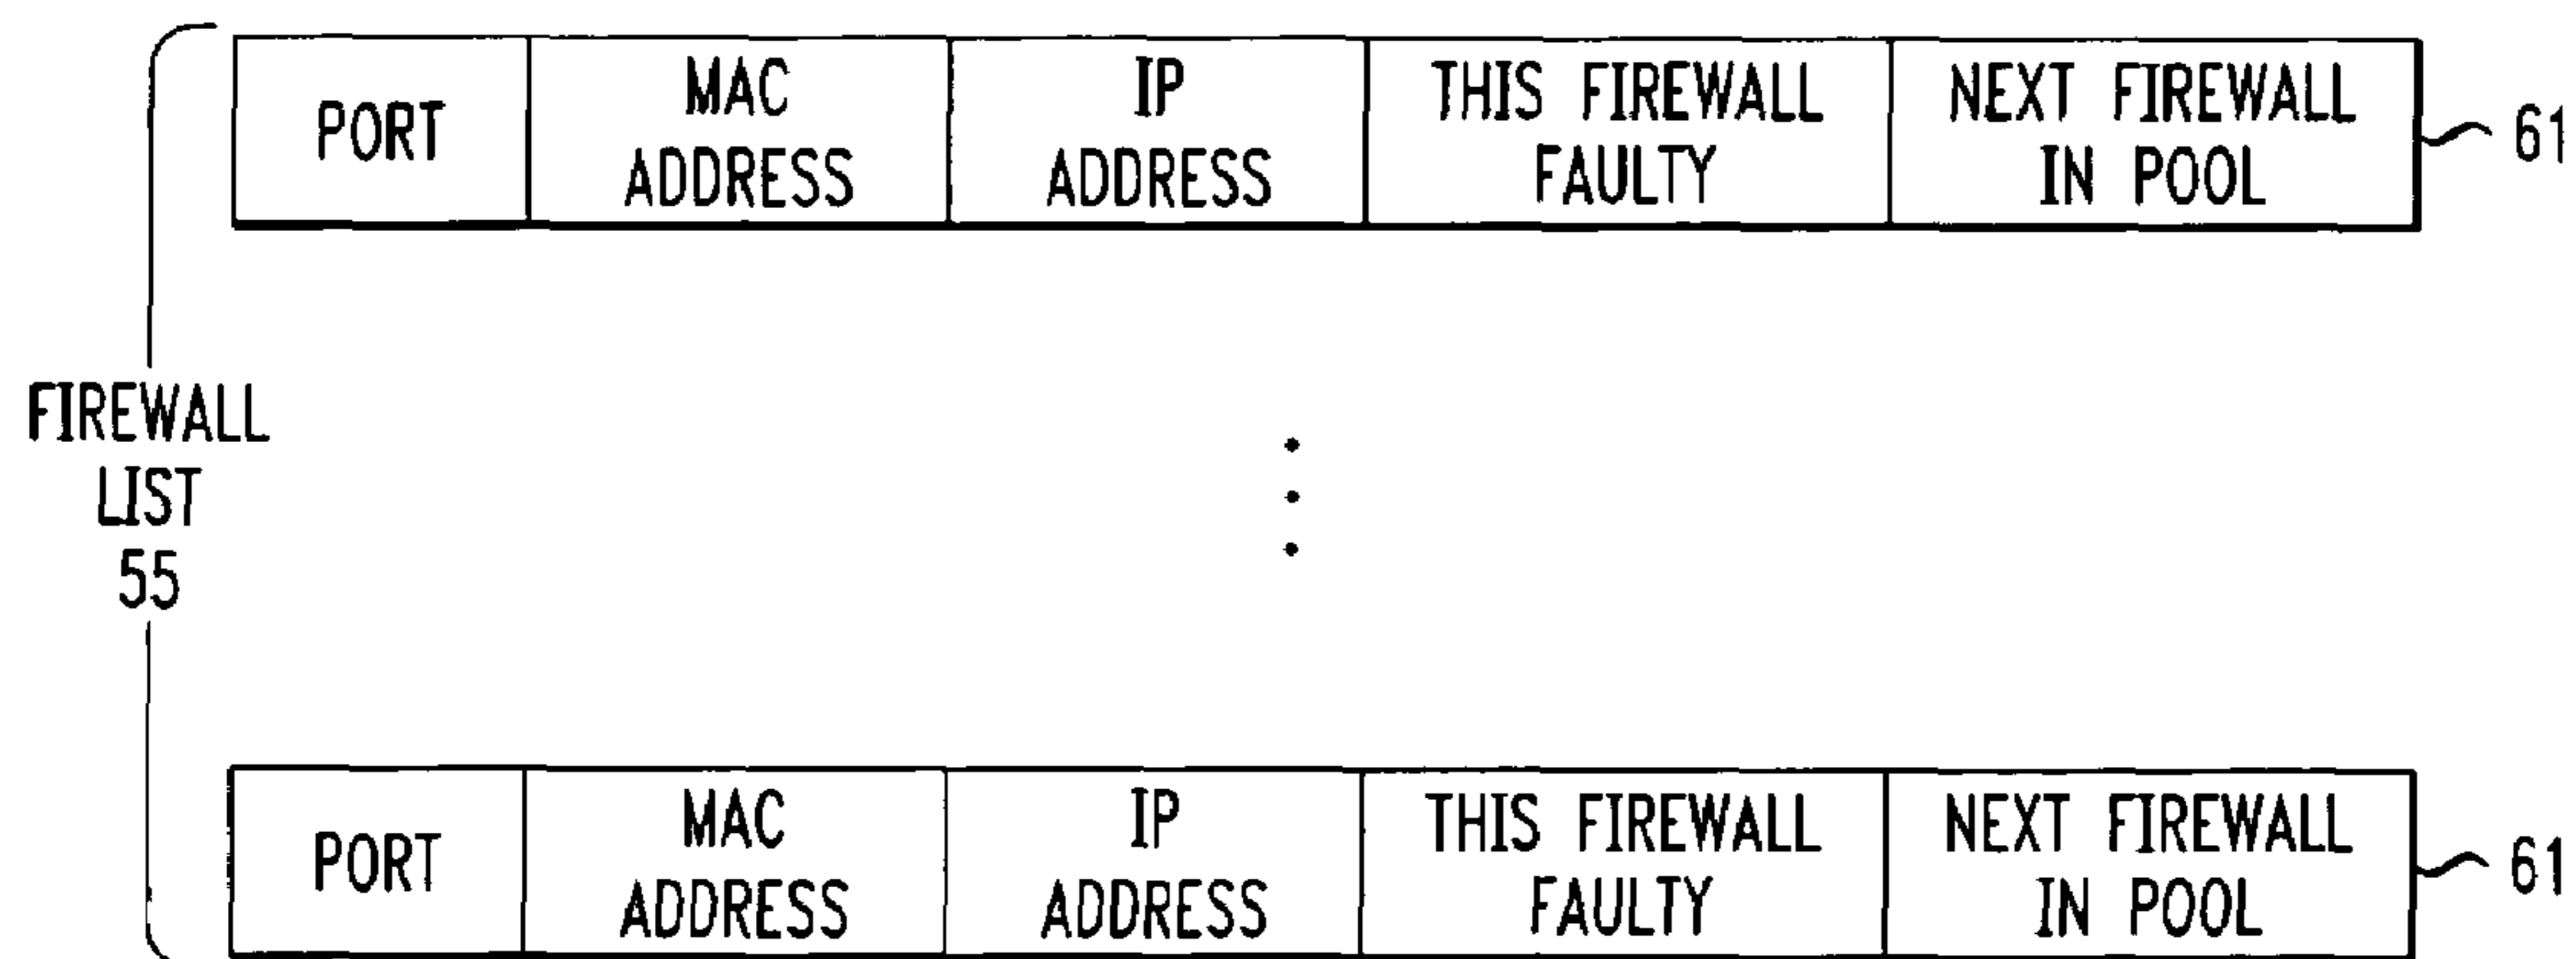 PORT
MAC
ADDRESS
IP
ADDRESS
THIS FIREWALL
FAULTY
NEXT FIREWALL
IN POOL
61
FIREWALL
LIST
55
PORT
MAC
ADDRESS
IP
ADDRESS
THIS FIREWALL
FAULTY
NEXT FIREWALL
IN POOL
61